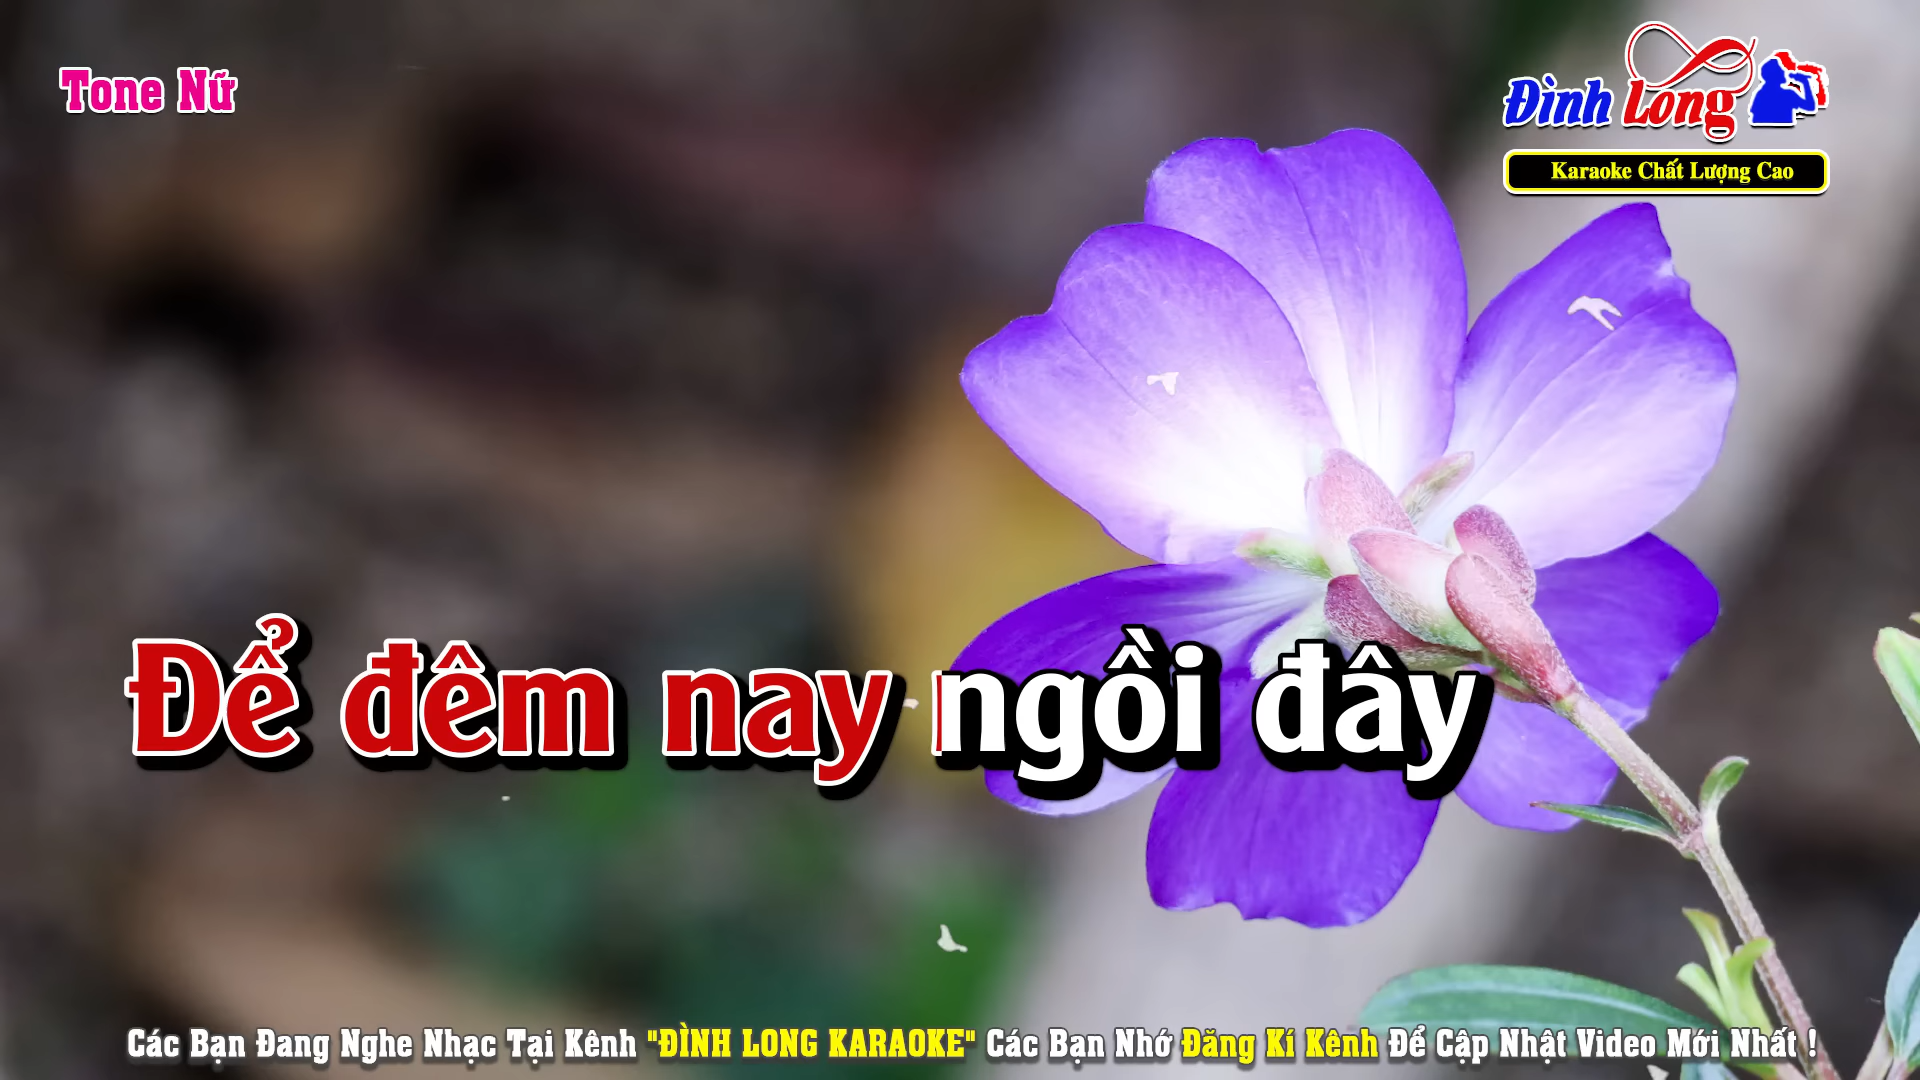 Tone Nữ
Đình Long
Karaoke Chất Lượng Cao
Để đêm nay ngồi đây
Các Bạn Đang Nghe Nhạc Tại Kênh "ĐÌNH LONG KARAOKE" Các Bạn Nhớ Đăng Kí Kênh Để Cập Nhật Video Mới Nhất !